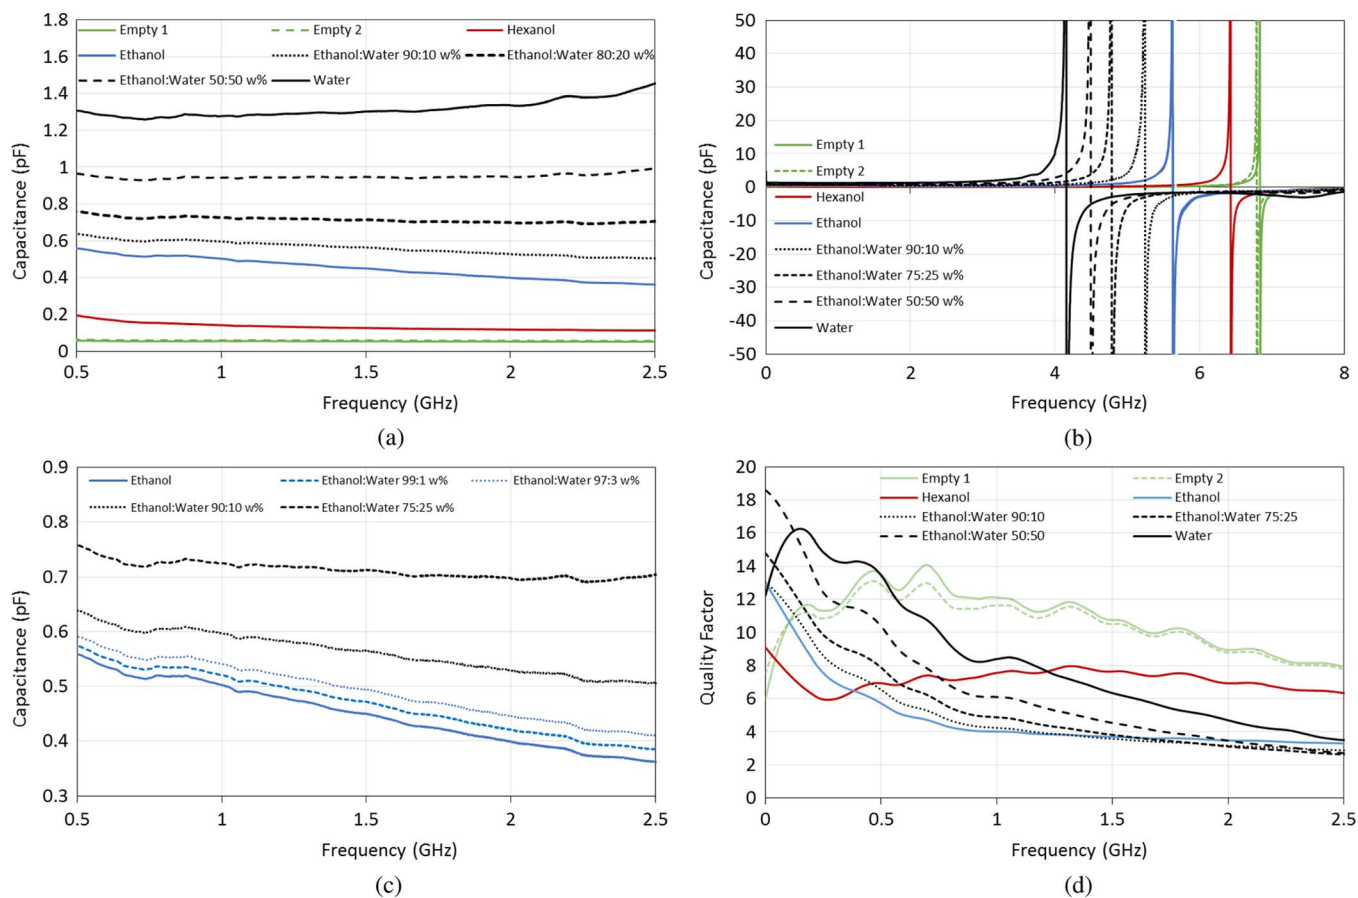 1.8
1.6
1.4
1.2
1
0.8
0.6
0.4
0.2
0
Capacitance (pF)
Empty 1
Empty 2
Hexanol
Ethanol
Ethanol:Water 90:10 w%
Ethanol:Water 80:20 w%
Ethanol:Water 50:50 w%
Water
0.5
1
1.5
2
2.5
Frequency (GHz)
(a)
50
40
30
20
10
0
-10
-20
-30
-40
-50
Capacitance (pF)
Empty 1
Empty 2
Hexanol
Ethanol
Ethanol:Water 90:10 w%
Ethanol:Water 75:25 w%
Ethanol:Water 50:50 w%
Water
0
2
4
6
8
Frequency (GHz)
(b)
0.9
0.8
0.7
0.6
0.5
0.4
0.3
Capacitance (pF)
Ethanol
Ethanol:Water 99:1 w%
Ethanol:Water 97:3 w%
Ethanol:Water 90:10 w%
Ethanol:Water 75:25 w%
0.5
1
1.5
2
2.5
Frequency (GHz)
(c)
20
18
16
14
12
10
8
6
4
2
0
Quality Factor
Empty 1
Empty 2
Hexanol
Ethanol
Ethanol:Water 90:10
Ethanol:Water 75:25
Ethanol:Water 50:50
Water
0
0.5
1
1.5
2
2.5
Frequency (GHz)
(d)